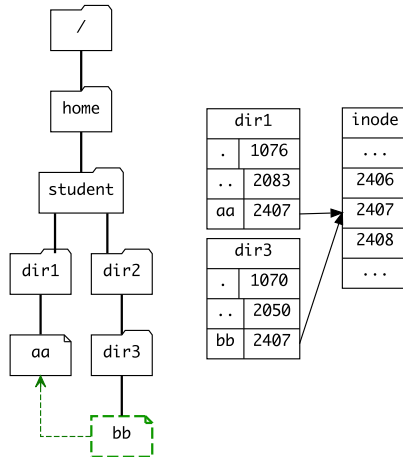 /
home
student
dir1 dir2
aa dir3
bb
dir1
. 1076
.. 2083
aa 2407
dir3
. 1070
.. 2050
bb 2407
inode
...
2406
2407
2408
...